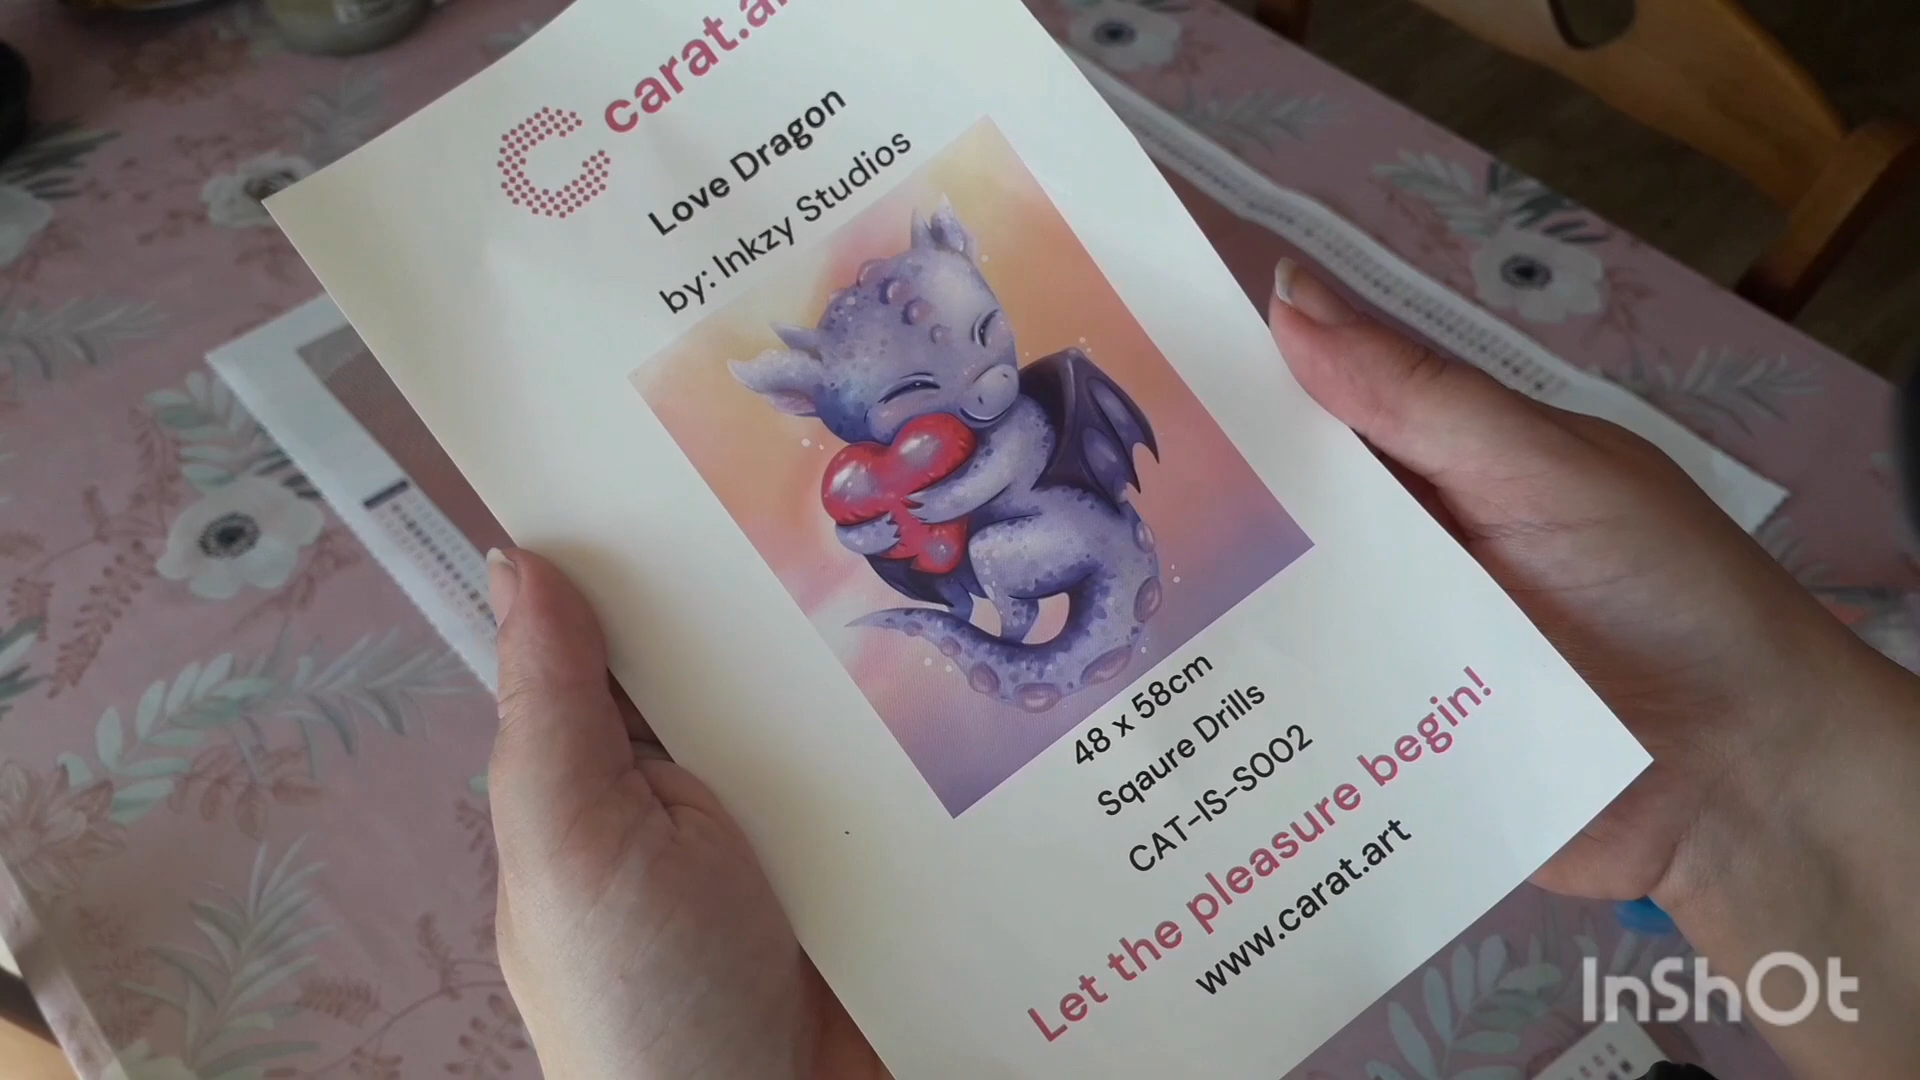 carat.a
Love Dragon
by: Inkzy Studios
48 x 58cm
Sqaure Drills
CAT-IS-S002
Let the pleasure begin!
www.carat.art
InShOt